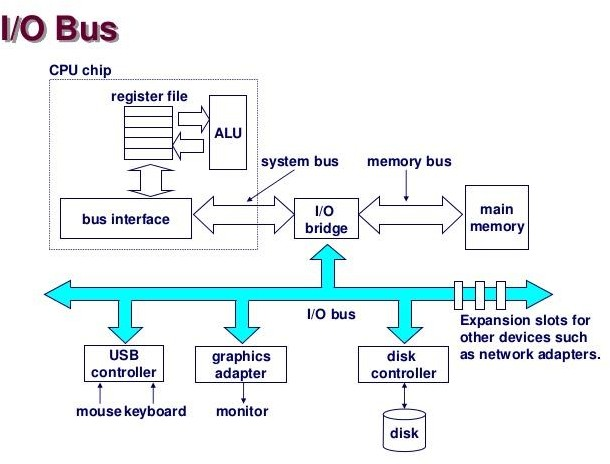 I/O Bus
CPU chip
register file
ALU
system bus
memory bus
bus interface
I/O
bridge
main
memory
I/O bus
Expansion slots for
other devices such
as network adapters.
USB
controller
graphics
adapter
disk
controller
mouse keyboard
monitor
disk